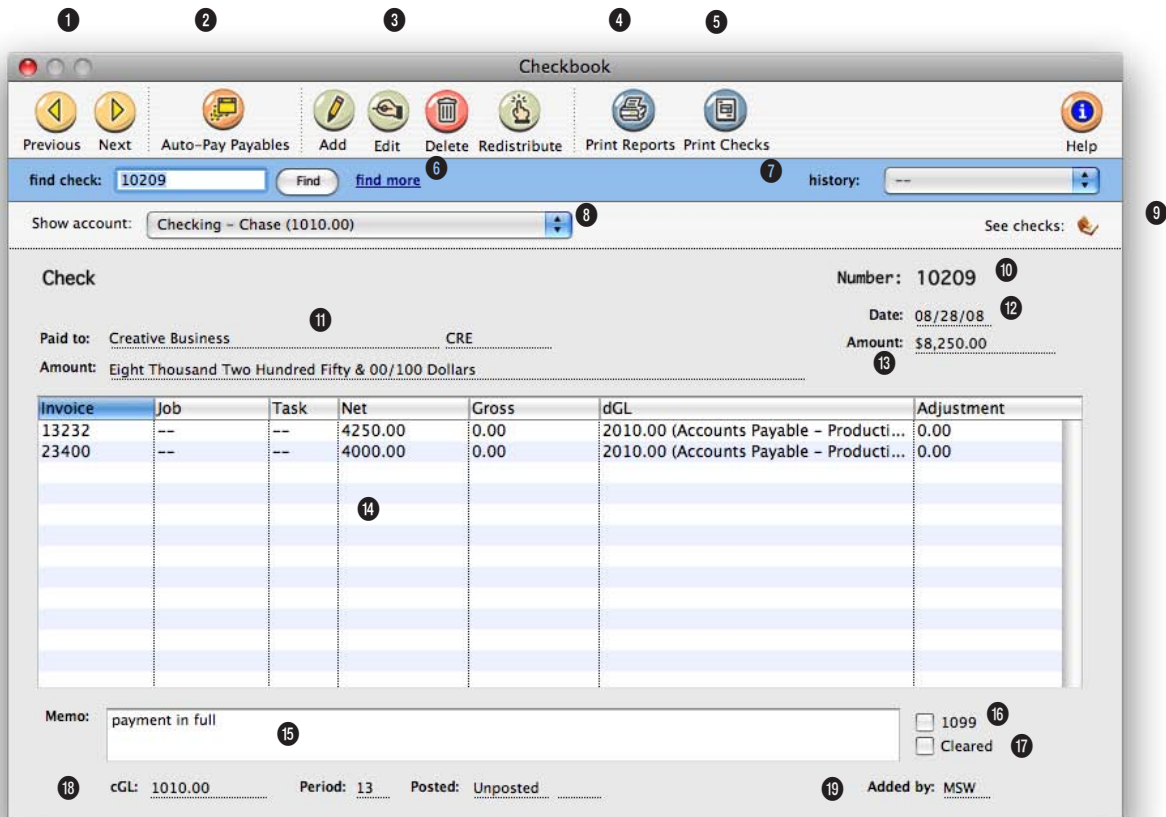 1 2 3 4 5
Checkbook
Previous Next Auto-Pay Payables Add Edit Delete Redistribute Print Reports Print Checks Help
find check: 10209 Find find more 6 7 history: --
Show account: Checking - Chase (1010.00) 8 See checks: 9
Check Number: 10209 10
Date: 08/28/08 12
11
Paid to: Creative Business CRE Amount: $8,250.00
Amount: Eight Thousand Two Hundred Fifty & 00/100 Dollars 13
Invoice Job Task Net Gross dGL Adjustment
13232 -- -- 4250.00 0.00 2010.00 (Accounts Payable - Producti... 0.00
23400 -- -- 4000.00 0.00 2010.00 (Accounts Payable - Producti... 0.00
14
Memo: payment in full 15 1099 16
Cleared 17
18 cGL: 1010.00 Period: 13 Posted: Unposted 19 Added by: MSW